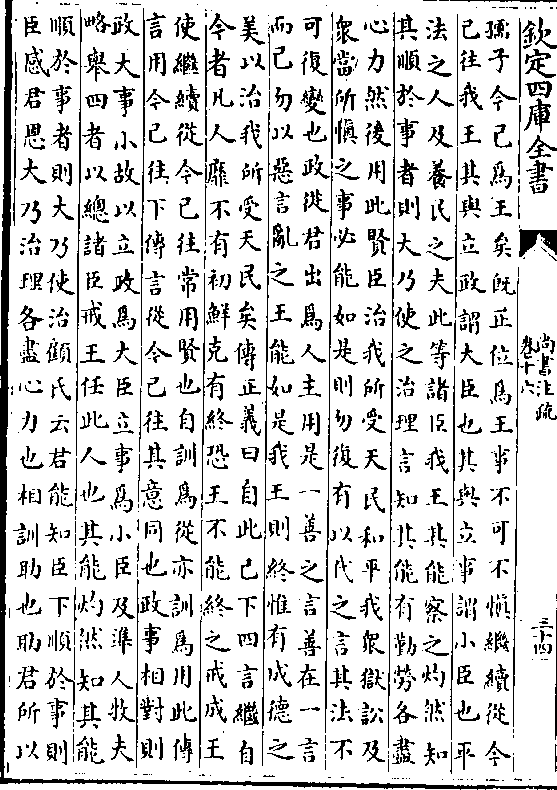 欽定四庫全書
尚書注疏
卷十六
三十四
孺子今已為王矣旣正位為王事不可不慎繼續從今
已往我王其與立政謂大臣也其與立事謂小臣也平
法之人及養民之夫此等諸臣我王其能察之灼然知
其順於事者則大乃使之治理言知其能有勤勞各盡
心力然後用此賢臣治我所受天民和平我衆獄訟及
衆當所慎之事必能如是則勿復有以代之言其法不
可復變也政從君出為人主用是一善之言善在一言
而已勿以惡言亂之王能如是我王則終惟有成德之
美以治我所受天民矣傳正義曰自此已下四言繼自
今者凡人靡不有初鮮克有終恐王不能終之戒成王
使繼續從今已往常用賢也自訓為從亦訓為用此傳
言用今已往下傳言從今已往其意同也政事相對則
政大事小故以立政為大臣立事為小臣及準人牧夫
略舉四者以總諸臣戒王任此人也其能灼然知其能
順於事者則大乃使治顧氏云君能知臣下順於事則
臣感君恩大乃治理各盡心力也相訓助也助君所以